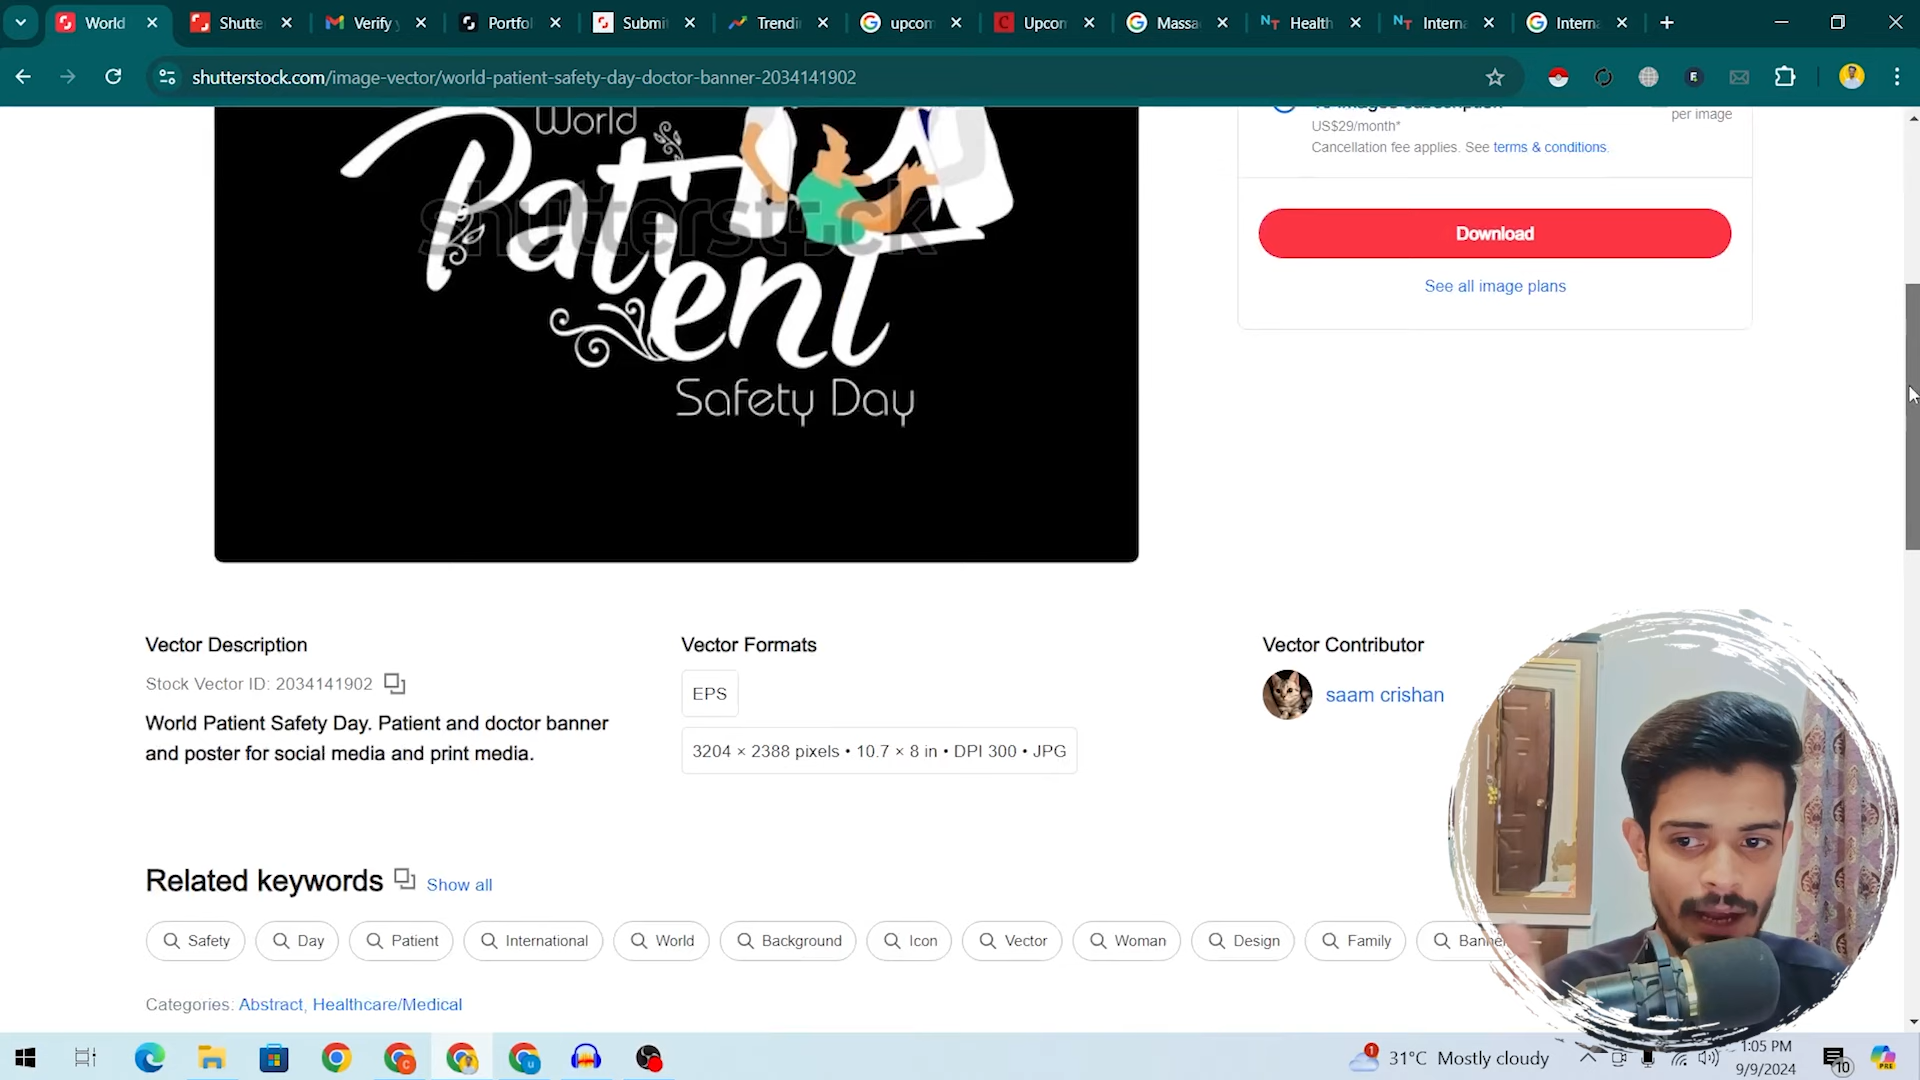 World
Shutte
Verify y
Portfol
Submi
Trendi
upcom
Upcom
Massa
Health
Interna
Interna
shutterstock.com/image-vector/world-patient-safety-day-doctor-banner-2034141902
World
Patient
Safety Day
shutterstock
per image
US$29/month*
Cancellation fee applies. See terms & conditions.
Download
See all image plans
Vector Description
Stock Vector ID: 2034141902
World Patient Safety Day. Patient and doctor banner
and poster for social media and print media.
Vector Formats
EPS
3204 × 2388 pixels • 10.7 × 8 in • DPI 300 • JPG
Vector Contributor
saam crishan
Related keywords Show all
Safety Day Patient International World Background Icon Vector Woman Design Family Banner
Categories: Abstract, Healthcare/Medical
31°C Mostly cloudy
1:05 PM
9/9/2024
10